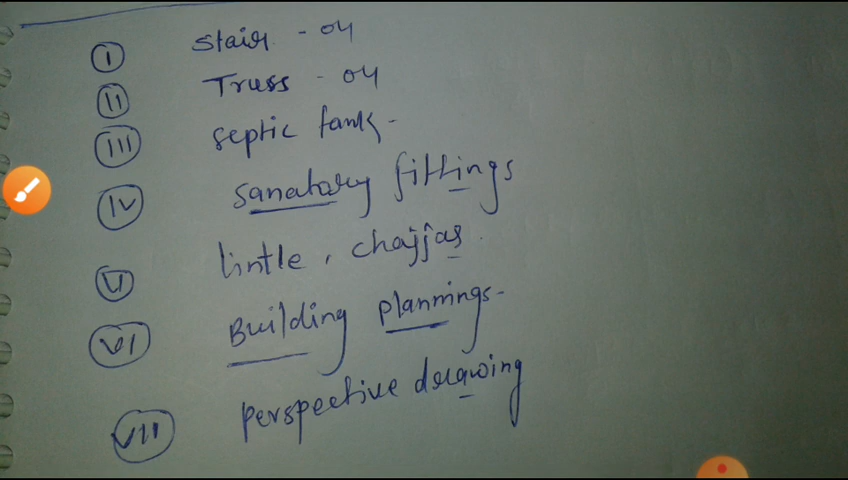 I Stair - 04
II Truss - 04
III septic tank -
IV sanatary fittings
V lintle, chajjas.
VI Building plannings -
VII perspective drawing